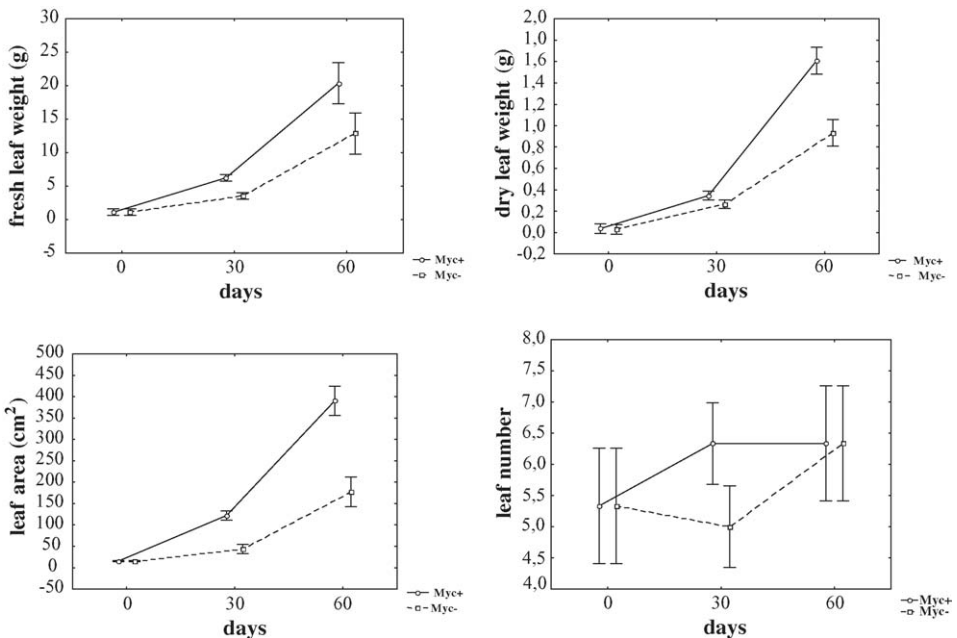 fresh leaf weight (g)
30
25
20
15
10
5
0
-5
0 30 60
days
Myc+
Myc-
dry leaf weight (g)
2,0
1,8
1,6
1,4
1,2
1,0
0,8
0,6
0,4
0,2
0,0
-0,2
0 30 60
days
Myc+
Myc-
leaf area (cm²)
500
450
400
350
300
250
200
150
100
50
0
-50
0 30 60
days
Myc+
Myc-
leaf number
8,0
7,5
7,0
6,5
6,0
5,5
5,0
4,5
4,0
0 30 60
days
Myc+
Myc-